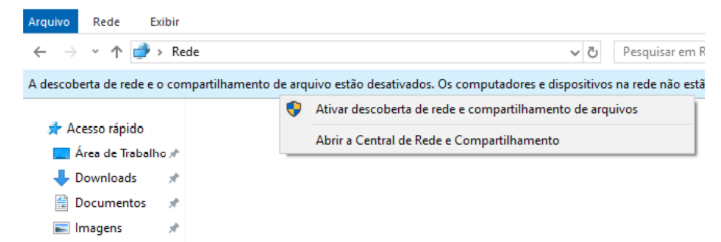 Arquivo Rede Exibir
Rede Pesquisar em R
A descoberta de rede e o compartilhamento de arquivo estão desativados. Os computadores e dispositivos na rede não estã
Ativar descoberta de rede e compartilhamento de arquivos
Abrir a Central de Rede e Compartilhamento
Acesso rápido
Área de Trabalho
Downloads
Documentos
Imagens